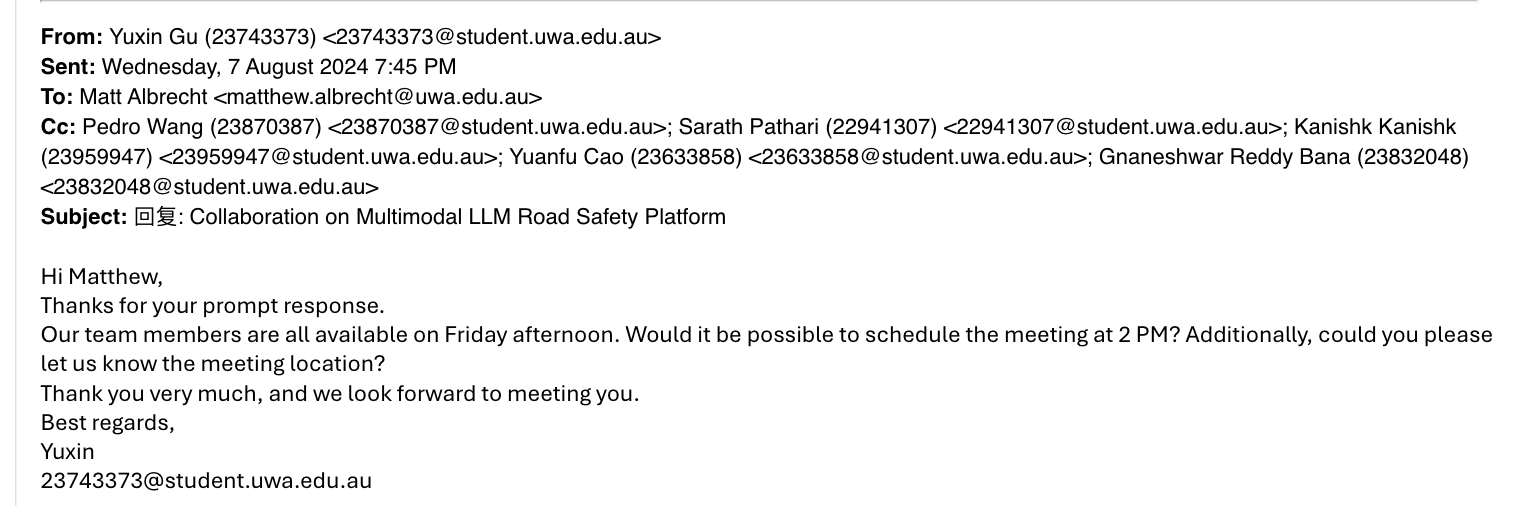 From: Yuxin Gu (23743373) <23743373@student.uwa.edu.au>
Sent: Wednesday, 7 August 2024 7:45 PM
To: Matt Albrecht <matthew.albrecht@uwa.edu.au>
Cc: Pedro Wang (23870387) <23870387@student.uwa.edu.au>; Sarath Pathari (22941307) <22941307@student.uwa.edu.au>; Kanishk Kanishk
(23959947) <23959947@student.uwa.edu.au>; Yuanfu Cao (23633858) <23633858@student.uwa.edu.au>; Gnaneshwar Reddy Bana (23832048)
<23832048@student.uwa.edu.au>
Subject: 回复: Collaboration on Multimodal LLM Road Safety Platform
Hi Matthew,
Thanks for your prompt response.
Our team members are all available on Friday afternoon. Would it be possible to schedule the meeting at 2 PM? Additionally, could you please
let us know the meeting location?
Thank you very much, and we look forward to meeting you.
Best regards,
Yuxin
23743373@student.uwa.edu.au